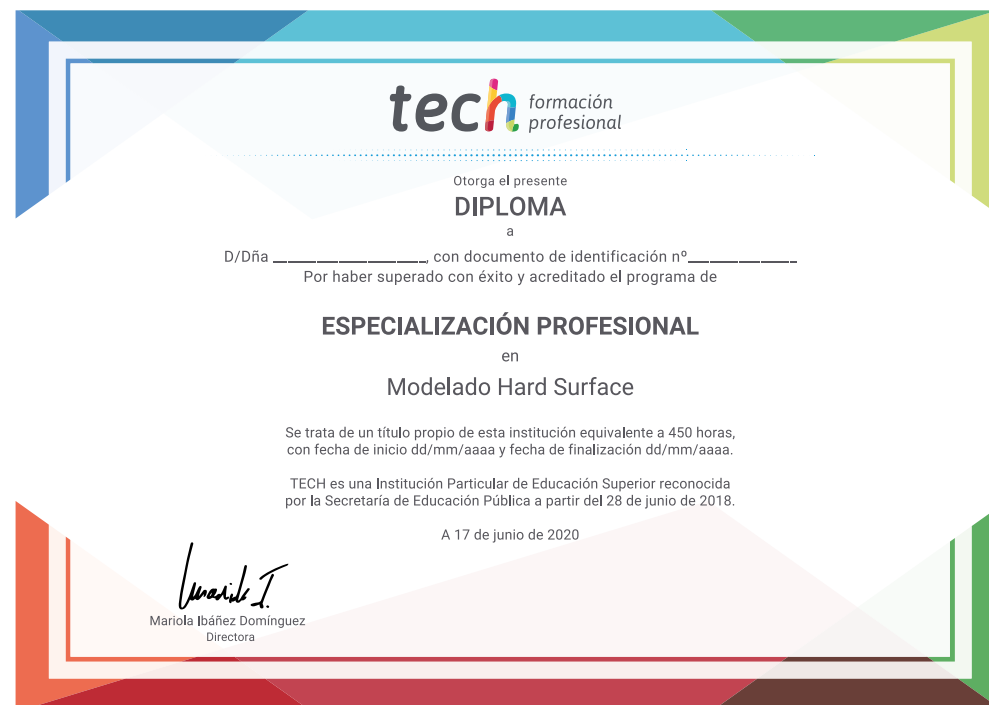 tech formación
profesional
Otorga el presente
DIPLOMA
a
D/Dña ____________________, con documento de identificación nº______________
Por haber superado con éxito y acreditado el programa de
ESPECIALIZACIÓN PROFESIONAL
en
Modelado Hard Surface
Se trata de un título propio de esta institución equivalente a 450 horas,
con fecha de inicio dd/mm/aaaa y fecha de finalización dd/mm/aaaa.
TECH es una Institución Particular de Educación Superior reconocida
por la Secretaría de Educación Pública a partir del 28 de junio de 2018.
A 17 de junio de 2020
Mariola Ibáñez Domínguez
Directora